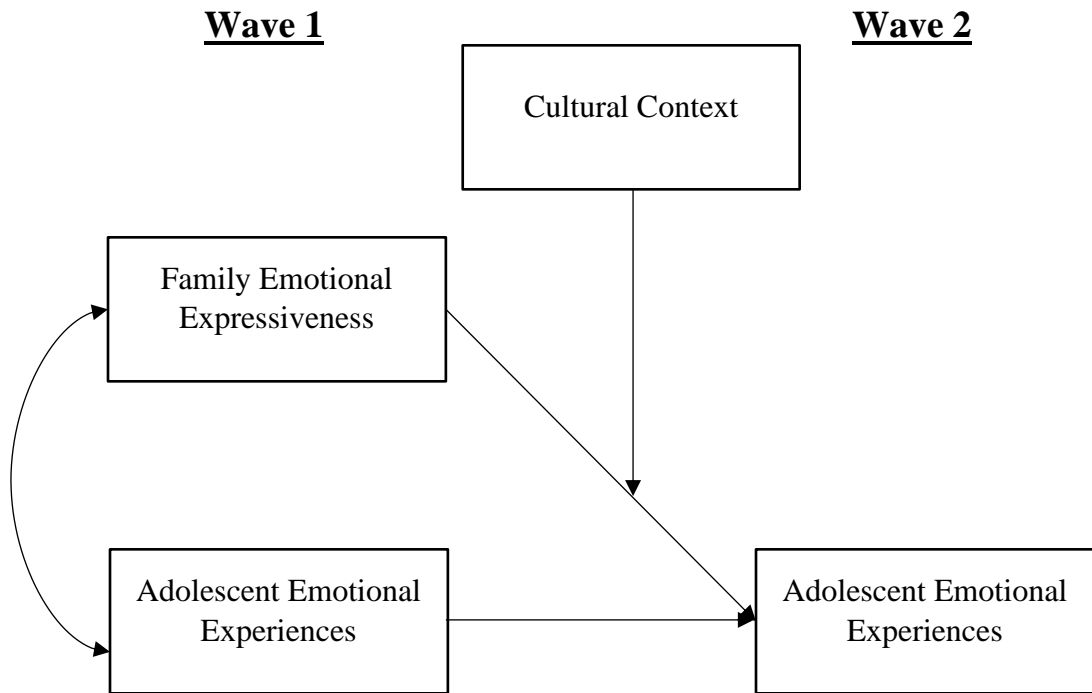 Wave 1
Wave 2
Cultural Context
Family Emotional
Expressiveness
Adolescent Emotional
Experiences
Adolescent Emotional
Experiences